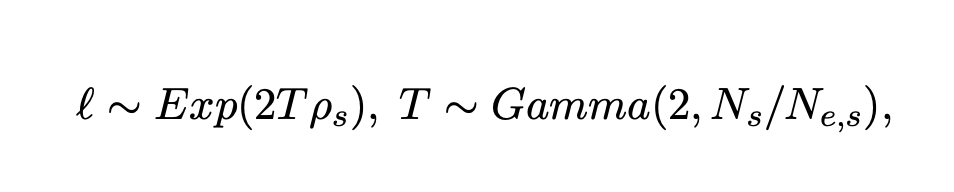 ℓ ∼ Exp(2Tρ_s), T ∼ Gamma(2, N_s/N_{e,s}),